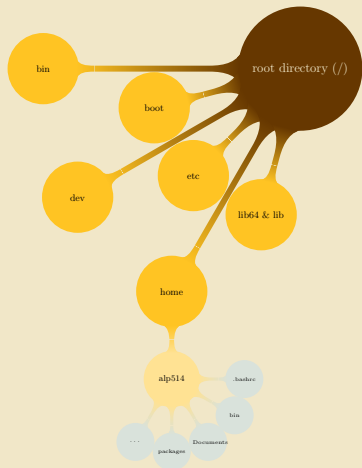 root directory (/)
bin
boot
etc
dev
lib64 & lib
home
alp514
.bashrc
bin
Documents
packages
...